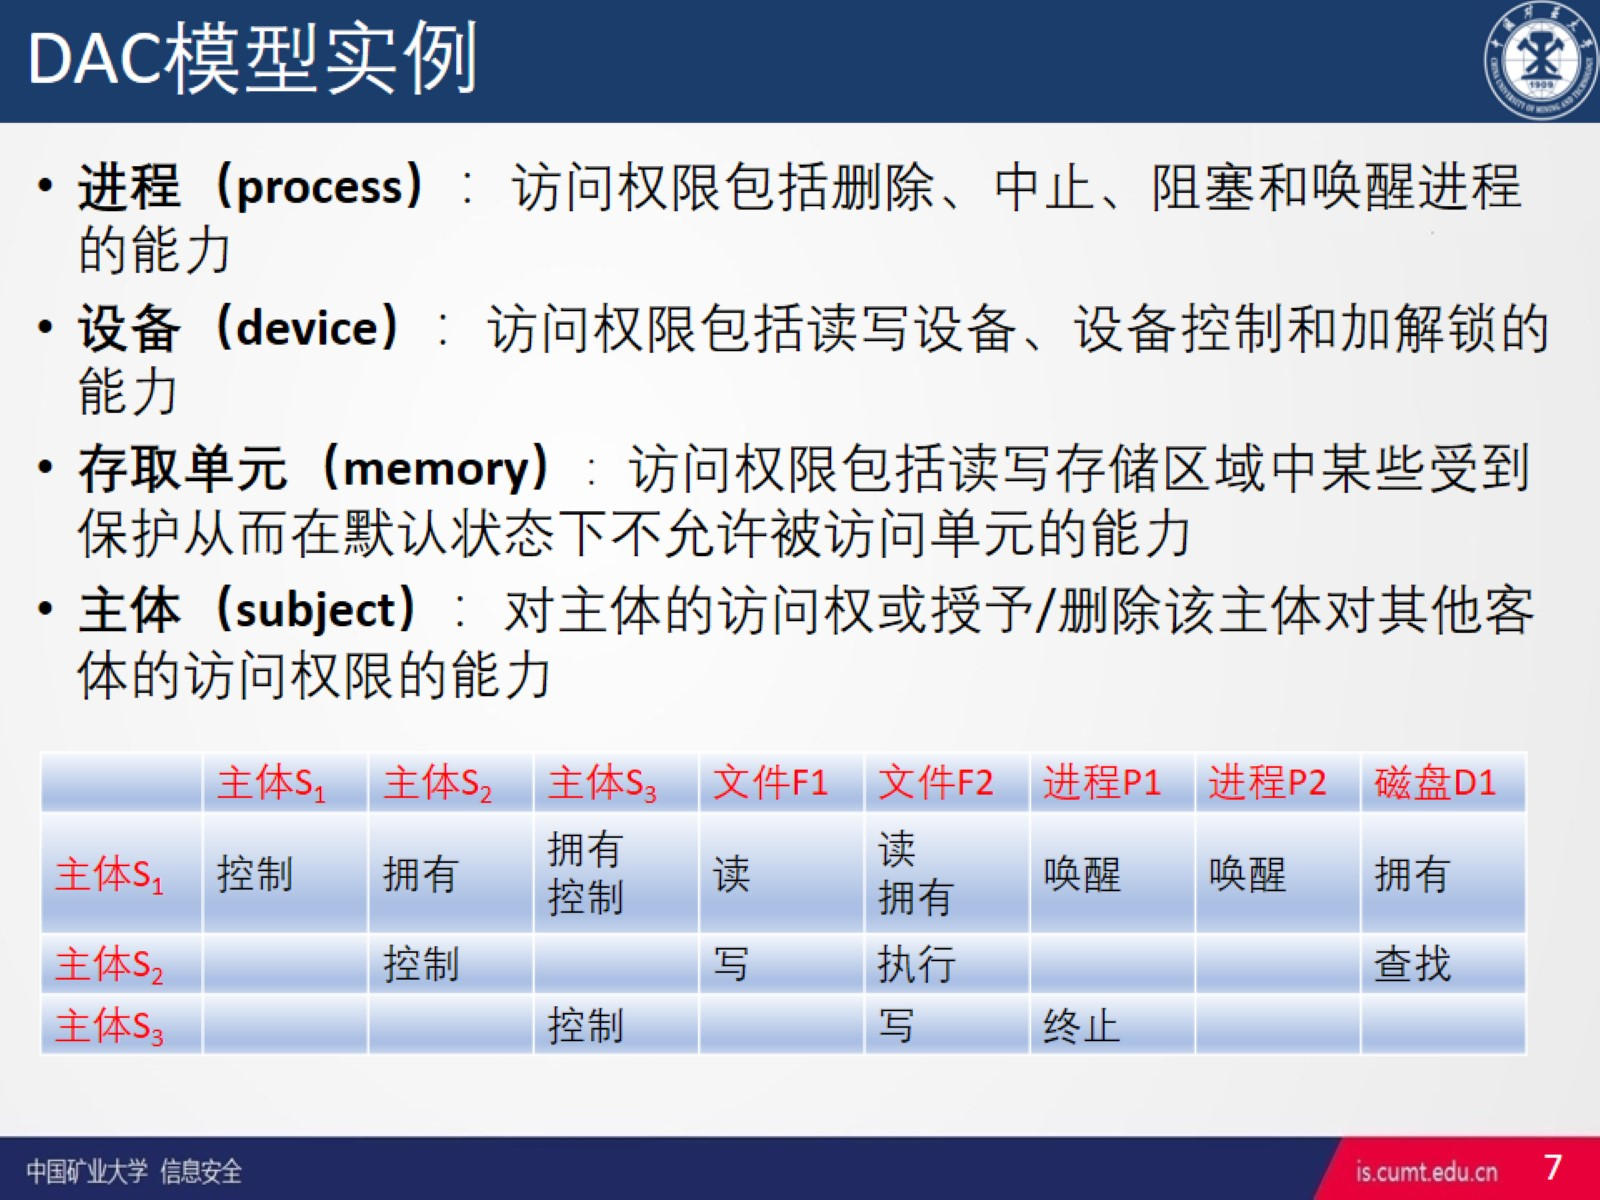 DAC模型实例
• 进程（process）： 访问权限包括删除、中止、阻塞和唤醒进程
的能力
• 设备（device）： 访问权限包括读写设备、设备控制和加解锁的
能力
• 存取单元（memory）：访问权限包括读写存储区域中某些受到
保护从而在默认状态下不允许被访问单元的能力
• 主体（subject）： 对主体的访问权或授予/删除该主体对其他客
体的访问权限的能力
主体S1 主体S2 主体S3 文件F1 文件F2 进程P1 进程P2 磁盘D1
主体S1 控制 拥有 拥有 控制 读 读 拥有 唤醒 唤醒 拥有
主体S2 控制 写 执行 查找
主体S3 控制 写 终止
中国矿业大学 信息安全
is.cumt.edu.cn 7
CHINA UNIVERSITY OF MINING AND TECHNOLOGY
1909